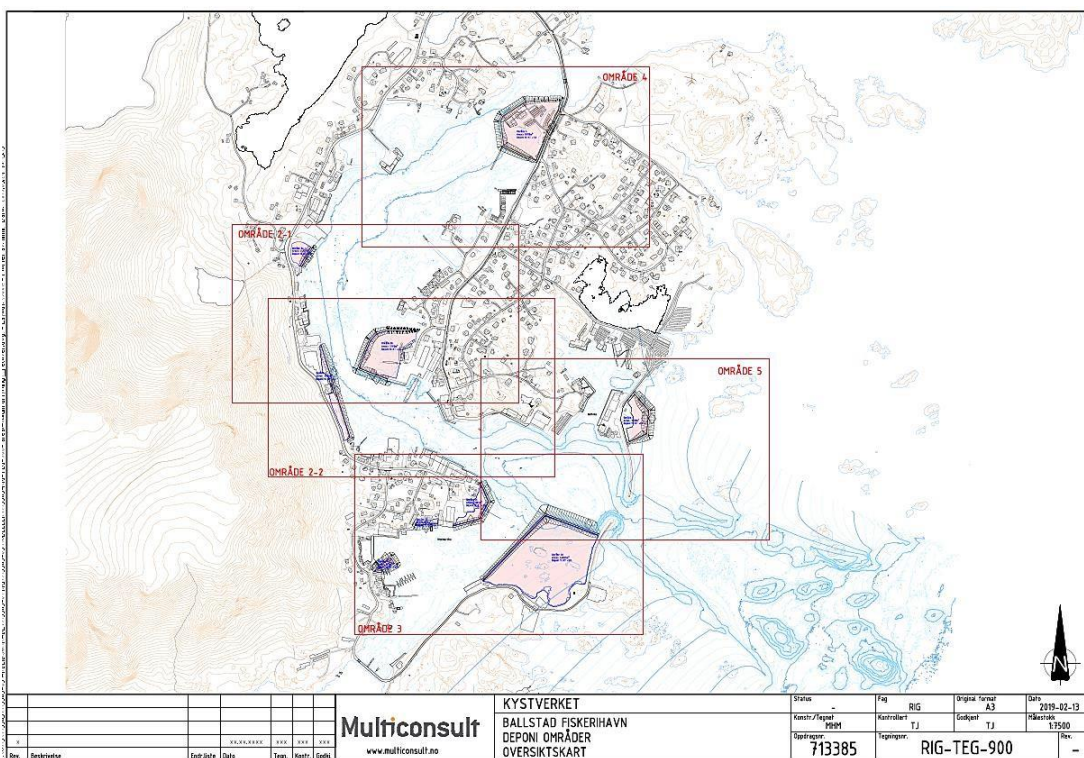 OMRÅDE 4
OMRÅDE 2-1
OMRÅDE 5
OMRÅDE 2-2
OMRÅDE 3
KYSTVERKET
BALLSTAD FISKERIHAVN
DEPONI OMRÅDER
OVERSIKTSKART
Multiconsult
www.multiconsult.no
Status
-
Fag
RIG
Original format
A3
Dato
2019-02-13
Konstr./Tegnet
MHM
Kontrollert
TJ
Godkjent
TJ
Målestokk
1:7500
Oppdragsnr.
713385
Tegningsnr.
RIG-TEG-900
Rev.
-
x
xx.xx.xxxx
xxx
xxx
xxx
Rev.
Beskrivelse
Endr.liste
Dato
Tegn.
Kontr.
Godkj.
N